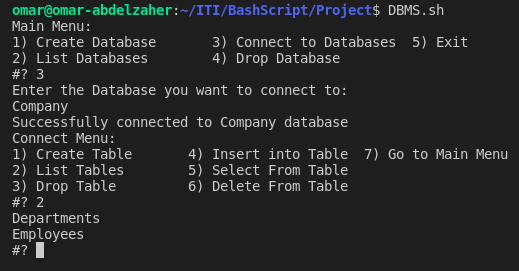 omar@omar-abdelzaher:~/ITI/BashScript/Project$ DBMS.sh
Main Menu:
1) Create Database       3) Connect to Databases  5) Exit
2) List Databases        4) Drop Database
#? 3
Enter the Database you want to connect to:
Company
Successfully connected to Company database
Connect Menu:
1) Create Table       4) Insert into Table  7) Go to Main Menu
2) List Tables        5) Select From Table
3) Drop Table         6) Delete From Table
#? 2
Departments
Employees
#?